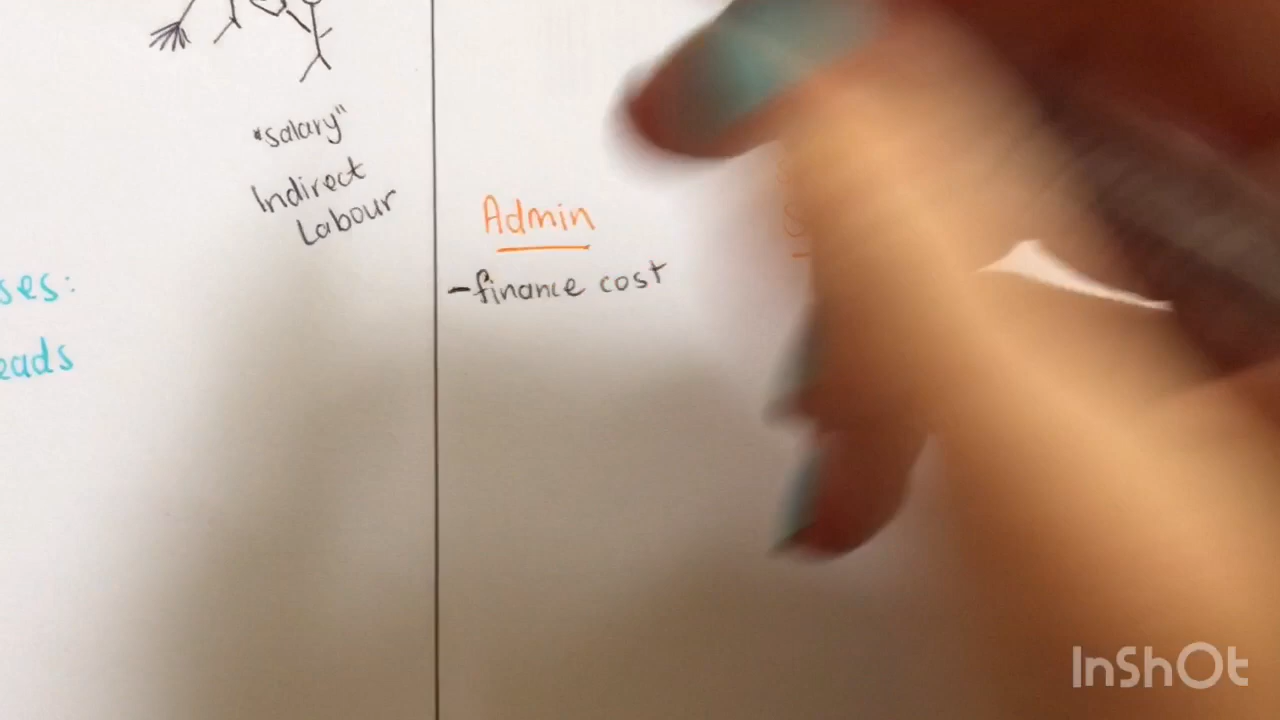 "salary"
Indirect
Labour
Admin
-finance cost
ses:
eads
InShOt